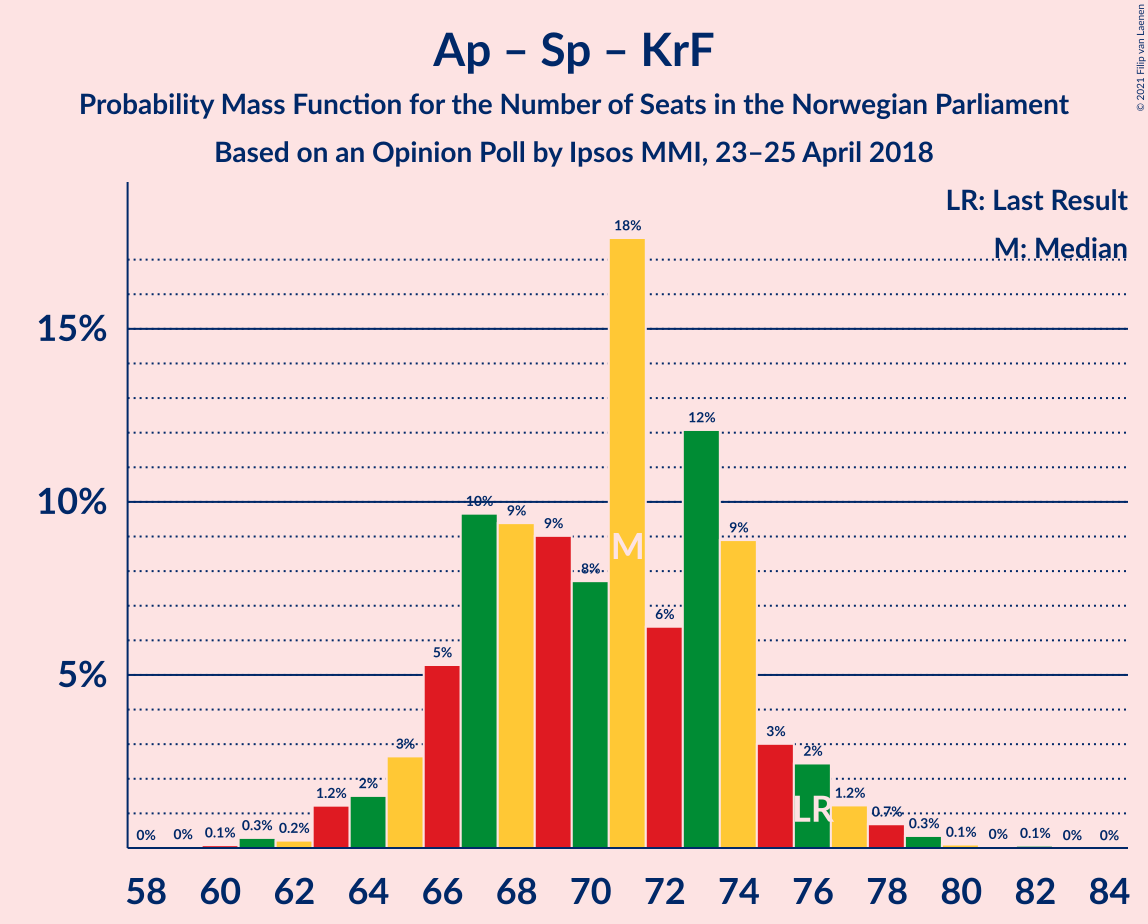 Ap – Sp – KrF
Probability Mass Function for the Number of Seats in the Norwegian Parliament
Based on an Opinion Poll by Ipsos MMI, 23–25 April 2018
© 2021 Filip van Laenen
LR: Last Result
M: Median
15%
10%
5%
0% 0% 0.1% 0.3% 0.2% 1.2% 2% 3% 5% 10% 9% 9% 8% 18% 6% 12% 9% 3% 2% 1.2% 0.7% 0.3% 0.1% 0% 0.1% 0% 0%
M
LR
58 60 62 64 66 68 70 72 74 76 78 80 82 84